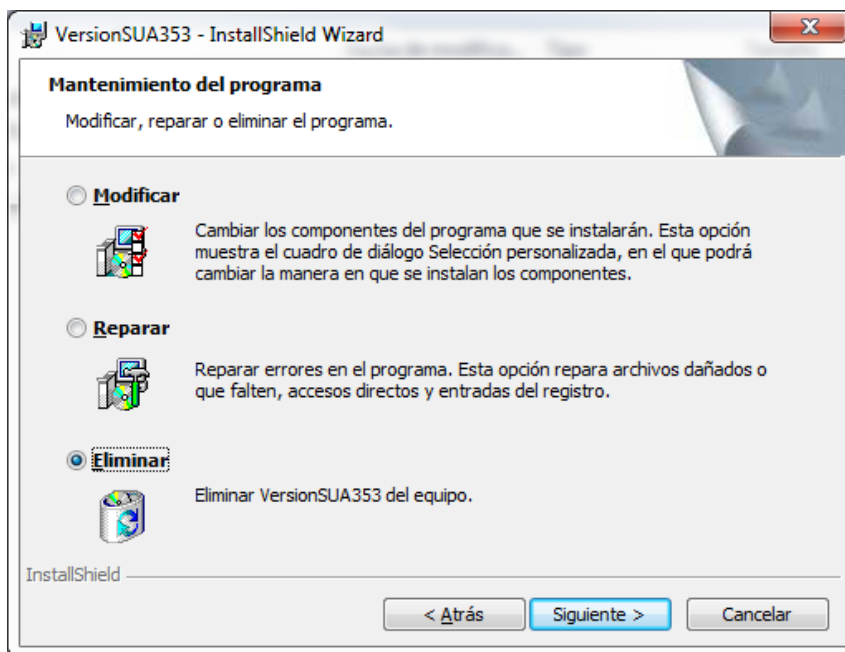 VersionSUA353 - InstallShield Wizard
Mantenimiento del programa
Modificar, reparar o eliminar el programa.
Modificar
Cambiar los componentes del programa que se instalarán. Esta opción
muestra el cuadro de diálogo Selección personalizada, en el que podrá
cambiar la manera en que se instalan los componentes.
Reparar
Reparar errores en el programa. Esta opción repara archivos dañados o
que falten, accesos directos y entradas del registro.
Eliminar
Eliminar VersionSUA353 del equipo.
InstallShield
< Atrás
Siguiente >
Cancelar